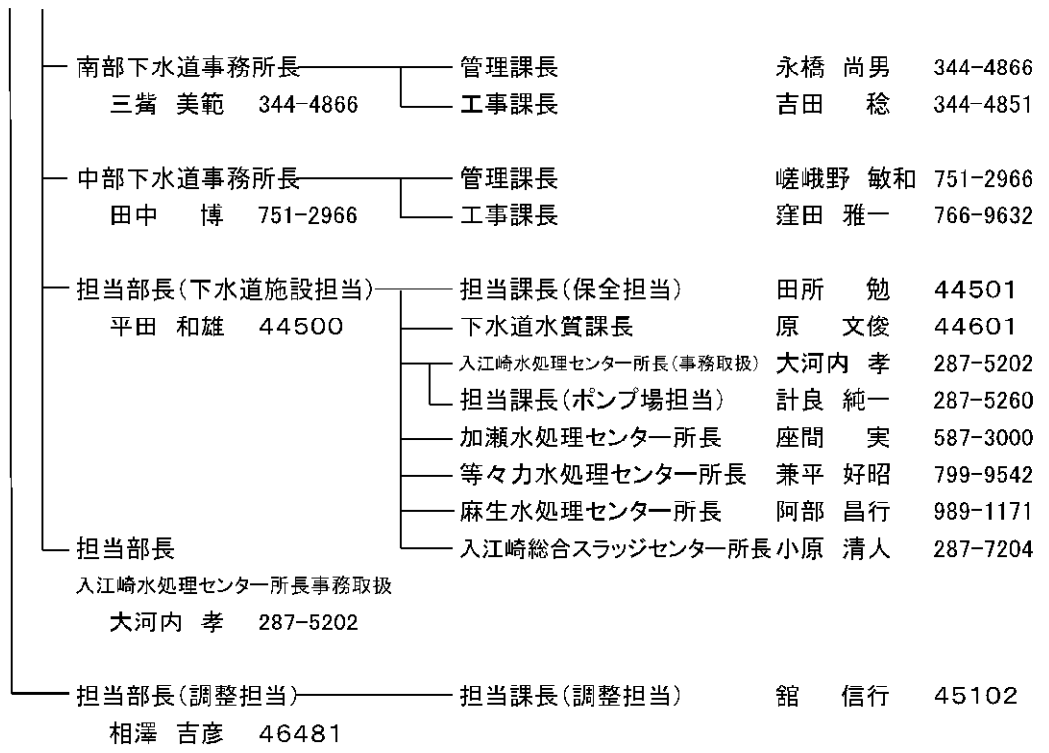 南部下水道事務所長 管理課長 永橋 尚男 344-4866
三觜 美範 344-4866 工事課長 吉田 稔 344-4851
中部下水道事務所長 管理課長 嵯峨野 敏和 751-2966
田中 博 751-2966 工事課長 窪田 雅一 766-9632
担当部長(下水道施設担当) 担当課長(保全担当) 田所 勉 44501
平田 和雄 44500 下水道水質課長 原 文俊 44601
入江崎水処理センター所長(事務取扱) 大河内 孝 287-5202
担当課長(ポンプ場担当) 計良 純一 287-5260
加瀬水処理センター所長 座間 実 587-3000
等々力水処理センター所長 兼平 好昭 799-9542
麻生水処理センター所長 阿部 昌行 989-1171
担当部長 入江崎総合スラッジセンター所長 小原 清人 287-7204
入江崎水処理センター所長事務取扱
大河内 孝 287-5202
担当部長(調整担当) 担当課長(調整担当) 舘 信行 45102
相澤 吉彦 46481